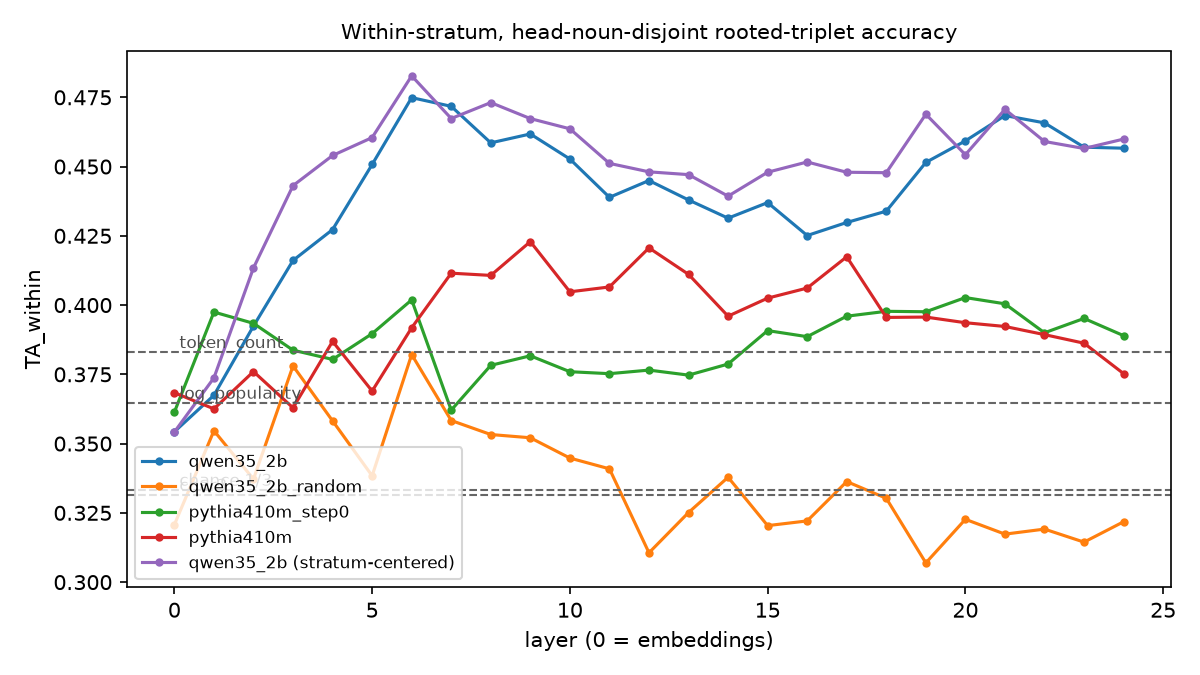 Within-stratum, head-noun-disjoint rooted-triplet accuracy
TA_within
0.475
0.450
0.425
0.400
0.375
0.350
0.325
0.300
token_count
log_popularity
qwen35_2b
qwen35_2b_random
pythia410m_step0
pythia410m
qwen35_2b (stratum-centered)
0
5
10
15
20
25
layer (0 = embeddings)